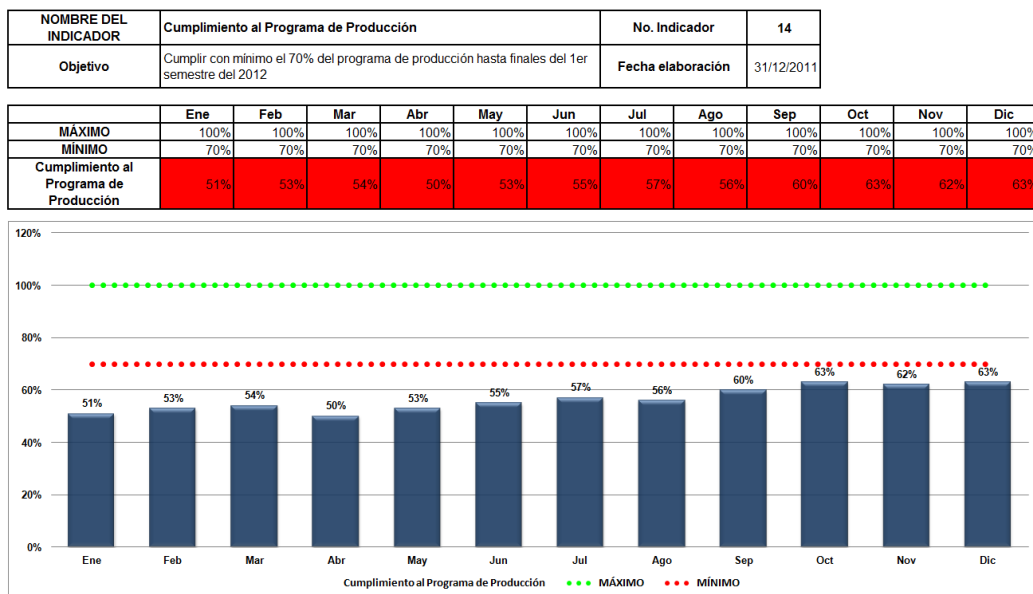 NOMBRE DEL INDICADOR Cumplimiento al Programa de Producción No. Indicador 14
Objetivo Cumplir con mínimo el 70% del programa de producción hasta finales del 1er semestre del 2012 Fecha elaboración 31/12/2011
Ene Feb Mar Abr May Jun Jul Ago Sep Oct Nov Dic
MÁXIMO 100% 100% 100% 100% 100% 100% 100% 100% 100% 100% 100% 100%
MÍNIMO 70% 70% 70% 70% 70% 70% 70% 70% 70% 70% 70% 70%
Cumplimiento al Programa de Producción 51% 53% 54% 50% 53% 55% 57% 56% 60% 63% 62% 63%
120%
100%
80%
60%
40%
20%
0%
51% 53% 54% 50% 53% 55% 57% 56% 60% 63% 62% 63%
Ene Feb Mar Abr May Jun Jul Ago Sep Oct Nov Dic
Cumplimiento al Programa de Producción MÁXIMO MÍNIMO